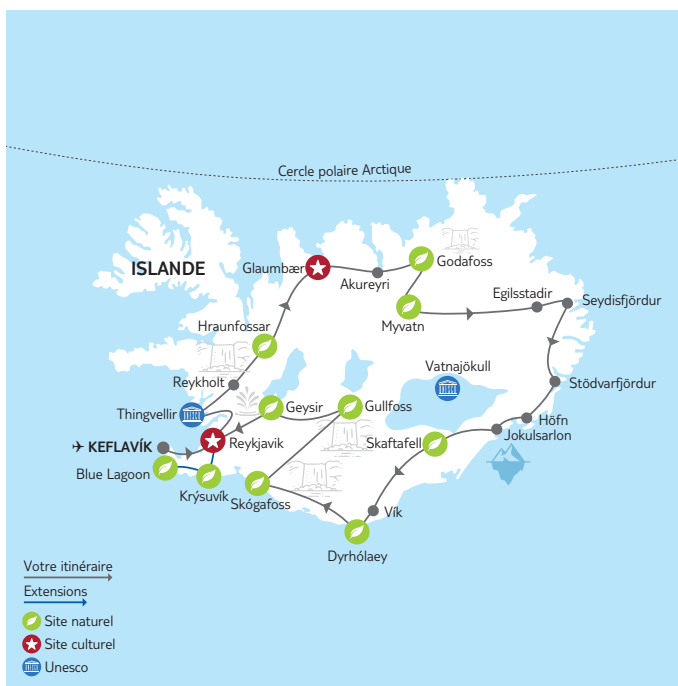 Cercle polaire Arctique
ISLANDE
Glaumbær
Akureyri
Godafoss
Egilsstadir
Seydisfjördur
Myvatn
Hraunfossar
Vatnajökull
Reykholt
Stödvarfjördur
Thingvellir
Geysir
Gullfoss
Höfn
Jokulsarlon
KEFLAVÍK
Reykjavik
Skaftafell
Blue Lagoon
Krýsuvík
Skógafoss
Vík
Dyrhólaey
Votre itinéraire
Extensions
Site naturel
Site culturel
Unesco